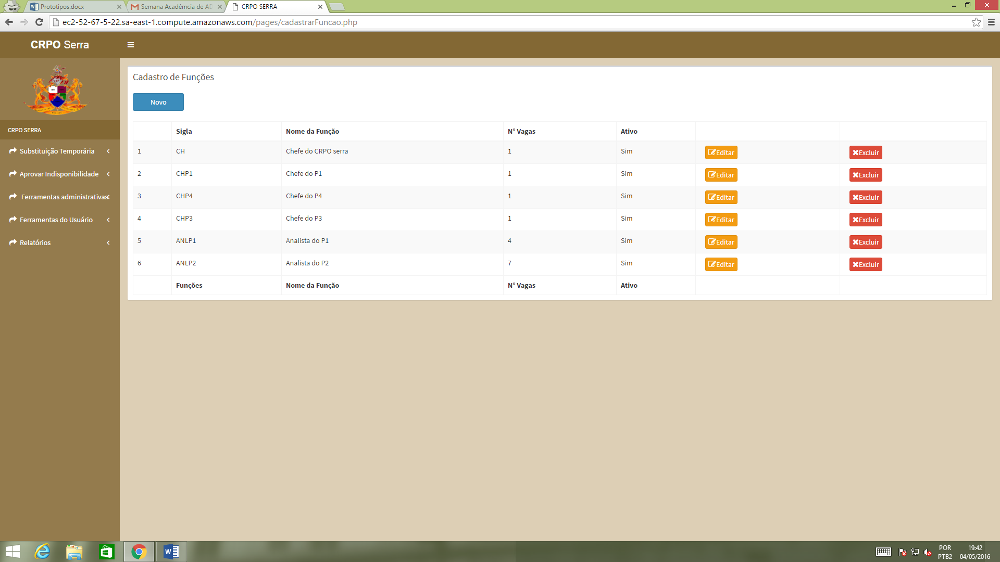 Prototipos.docx
Semana Acadêmcia de AD
CRPO SERRA
ec2-52-67-5-22.sa-east-1.compute.amazonaws.com/pages/cadastrarFuncao.php
CRPO Serra
CRPO SERRA
Substituição Temporária
Aprovar Indisponibilidade
Ferramentas administrativas
Ferramentas do Usuário
Relatórios
Cadastro de Funções
Novo
Sigla Nome da Função N° Vagas Ativo
1 CH Chefe do CRPO serra 1 Sim Editar Excluir
2 CHP1 Chefe do P1 1 Sim Editar Excluir
3 CHP4 Chefe do P4 1 Sim Editar Excluir
4 CHP3 Chefe do P3 1 Sim Editar Excluir
5 ANLP1 Analista do P1 4 Sim Editar Excluir
6 ANLP2 Analista do P2 7 Sim Editar Excluir
Funções Nome da Função N° Vagas Ativo
POR 19:42
PTB2 04/05/2016